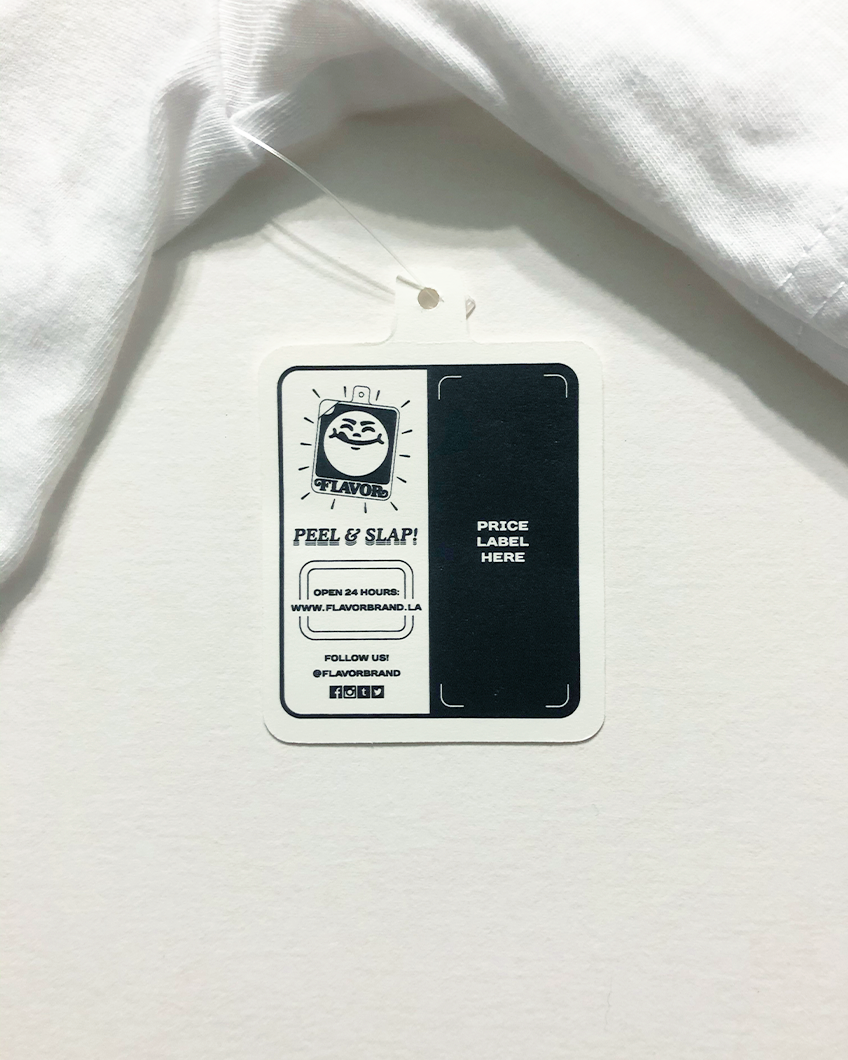 FLAVOR
PEEL & SLAP!
OPEN 24 HOURS:
WWW.FLAVORBRAND.LA
FOLLOW US!
@FLAVORBRAND
PRICE
LABEL
HERE